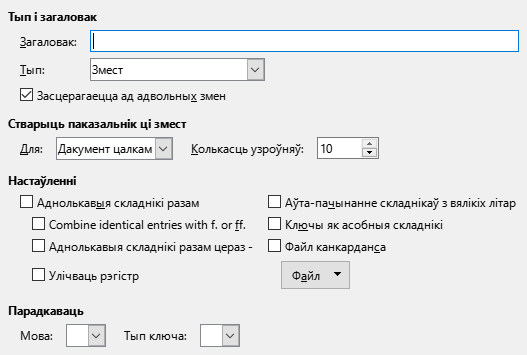 Тып і загаловак
Загаловак:
Тып: Змест
Засцерагаецца ад адвольных змен
Стварыць паказальнік ці змест
Для: Дакумент цалкам Колькасць узроўняў: 10
Настаўленні
Аднолькавыя складнікі разам Аўта-пачынанне складнікаў з вялікіх літар
Combine identical entries with f. or ff. Ключы як асобныя складнікі
Аднолькавыя складнікі разам цераз - Файл канкарданса
Улічваць рэгістр Файл
Парадкаваць
Мова: Тып ключа: